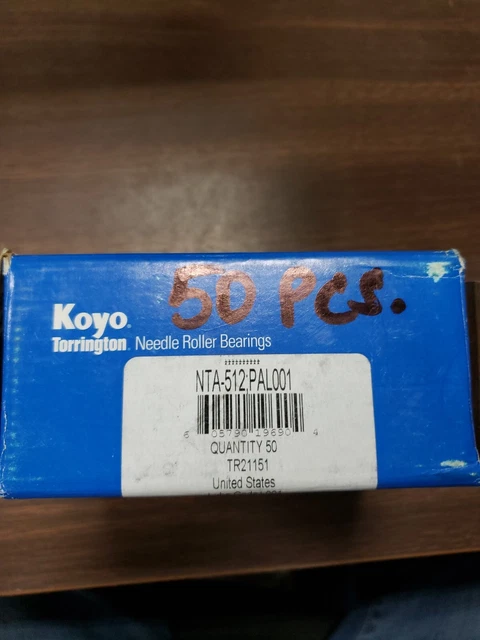 50 PCS.
Koyo
Torrington Needle Roller Bearings
**********
NTA-512;PAL001
6 05790 19690 4
QUANTITY 50
TR21151
United States